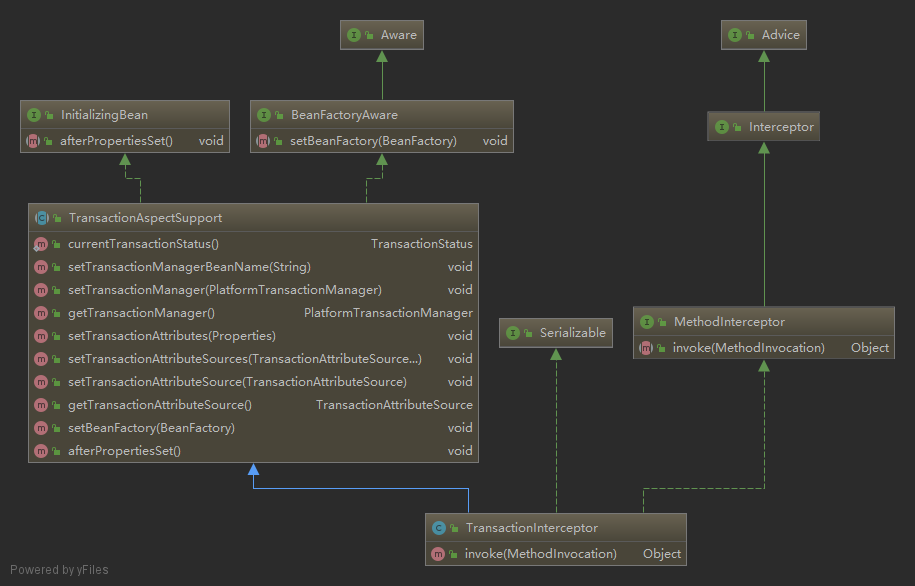 Aware
Advice
InitializingBean
afterPropertiesSet() void
BeanFactoryAware
setBeanFactory(BeanFactory) void
Interceptor
TransactionAspectSupport
currentTransactionStatus() TransactionStatus
setTransactionManagerBeanName(String) void
setTransactionManager(PlatformTransactionManager) void
getTransactionManager() PlatformTransactionManager
setTransactionAttributes(Properties) void
setTransactionAttributeSources(TransactionAttributeSource...) void
setTransactionAttributeSource(TransactionAttributeSource) void
getTransactionAttributeSource() TransactionAttributeSource
setBeanFactory(BeanFactory) void
afterPropertiesSet() void
Serializable
MethodInterceptor
invoke(MethodInvocation) Object
TransactionInterceptor
invoke(MethodInvocation) Object
Powered by yFiles